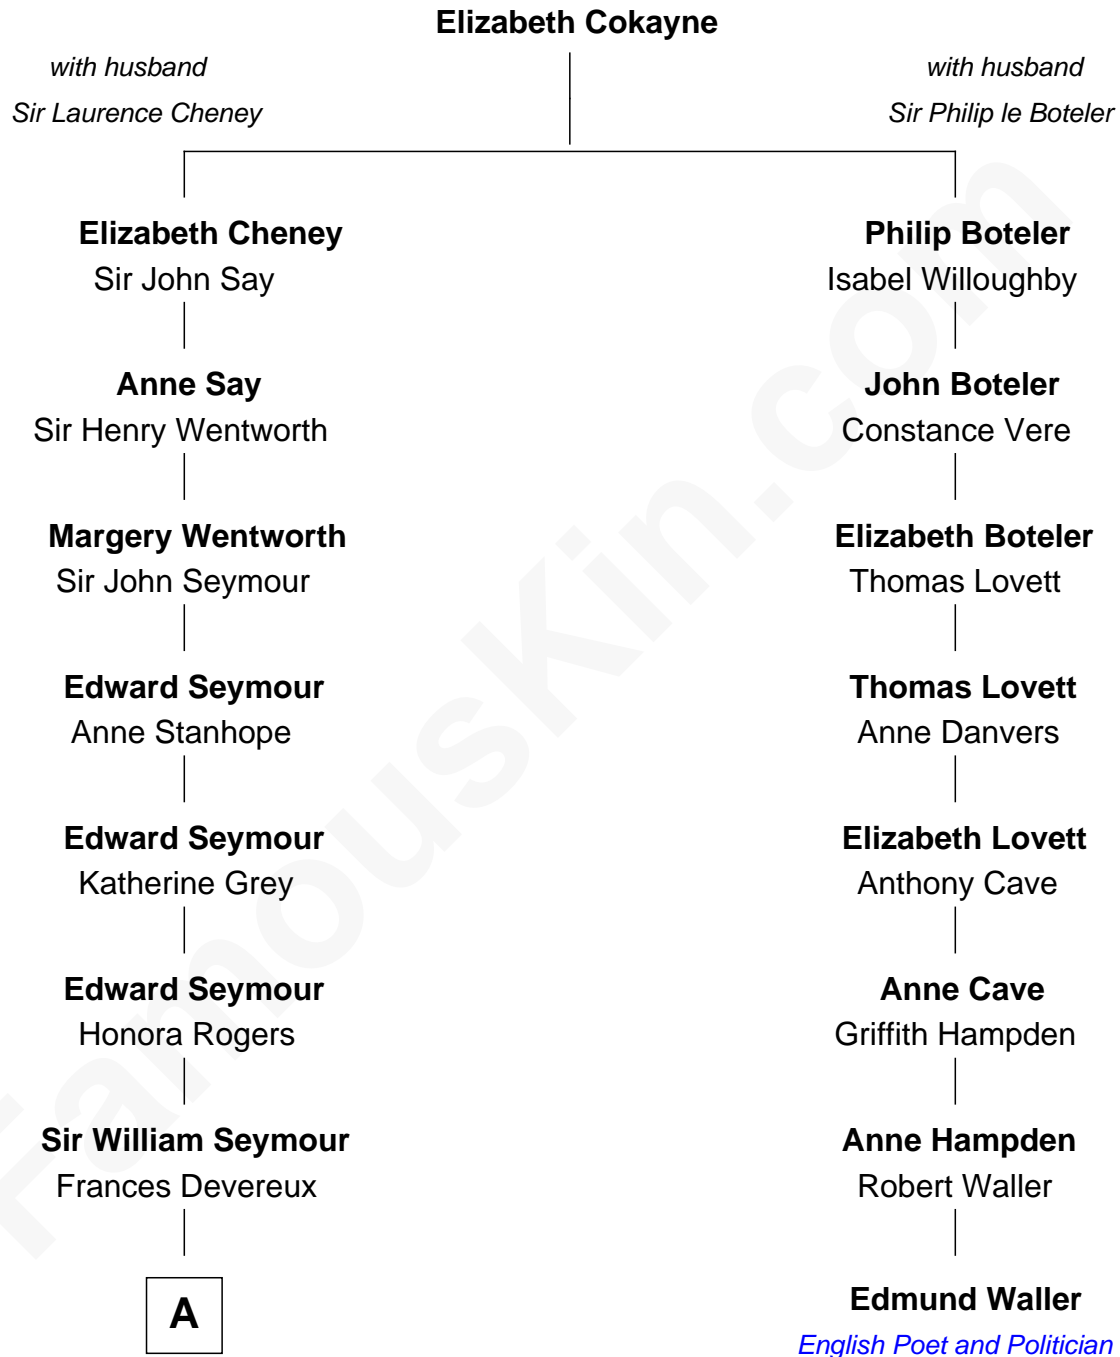 Elizabeth Cokayne
with husband
Sir Laurence Cheney
with husband
Sir Philip le Boteler
Elizabeth Cheney
Sir John Say
Philip Boteler
Isabel Willoughby
Anne Say
Sir Henry Wentworth
John Boteler
Constance Vere
Margery Wentworth
Sir John Seymour
Elizabeth Boteler
Thomas Lovett
Edward Seymour
Anne Stanhope
Thomas Lovett
Anne Danvers
Edward Seymour
Katherine Grey
Elizabeth Lovett
Anthony Cave
Edward Seymour
Honora Rogers
Anne Cave
Griffith Hampden
Sir William Seymour
Frances Devereux
Anne Hampden
Robert Waller
A
Edmund Waller
English Poet and Politician
FamousKin.com